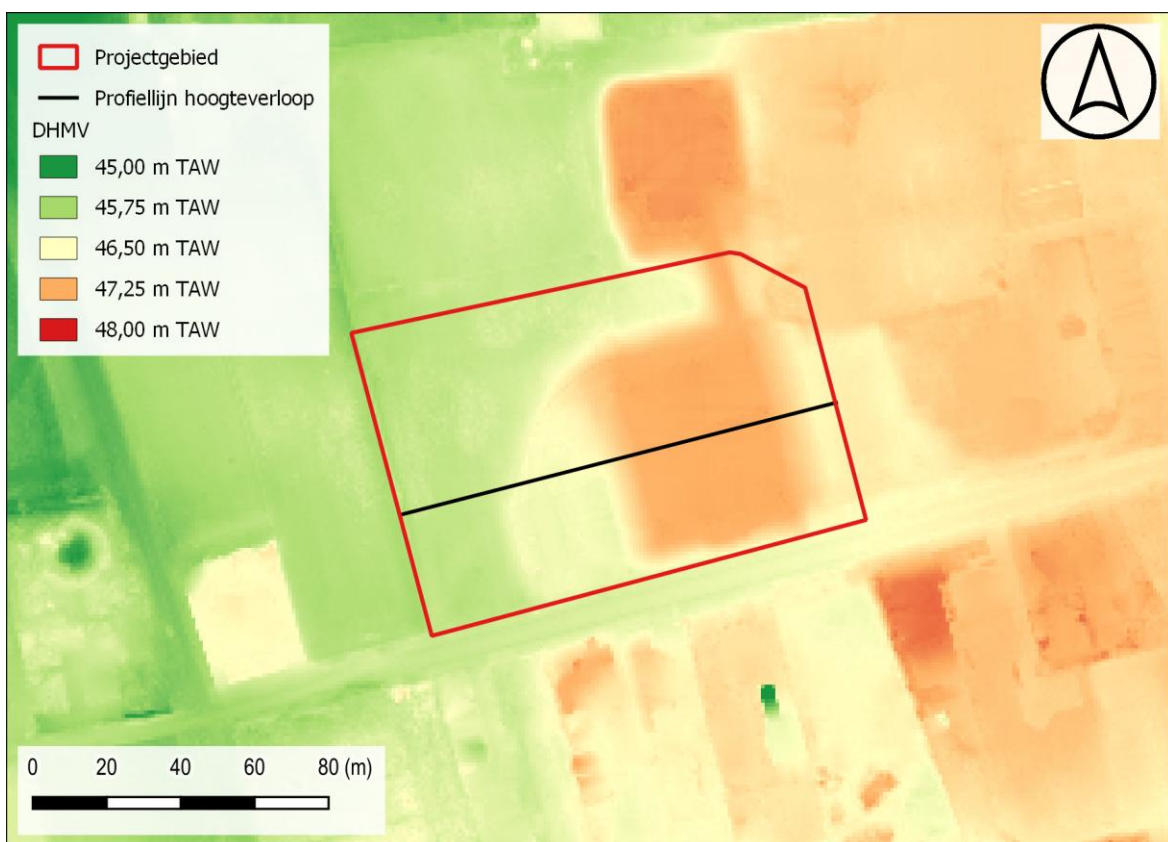 Projectgebied
Profiellijn hoogteverloop
DHMV
45,00 m TAW
45,75 m TAW
46,50 m TAW
47,25 m TAW
48,00 m TAW
0 20 40 60 80 (m)